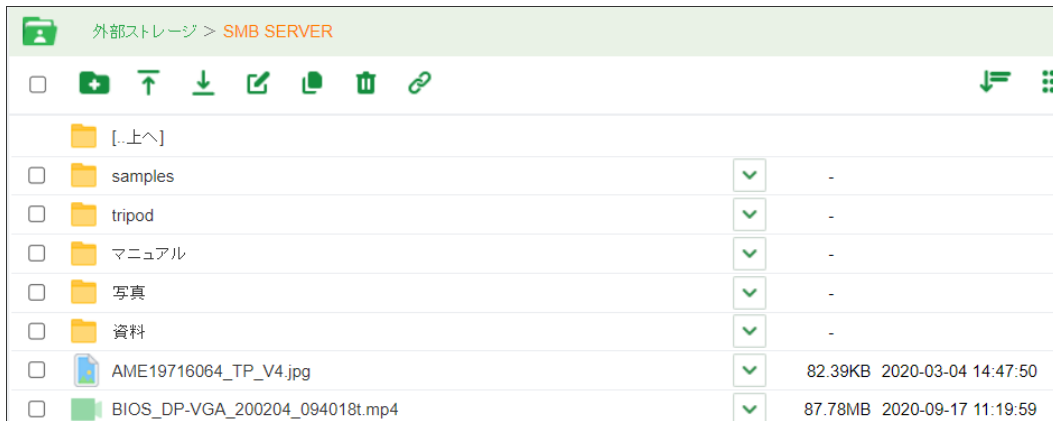 外部ストレージ > SMB SERVER
[..上へ]
samples -
tripod -
マニュアル -
写真 -
資料 -
AME19716064_TP_V4.jpg 82.39KB 2020-03-04 14:47:50
BIOS_DP-VGA_200204_094018t.mp4 87.78MB 2020-09-17 11:19:59